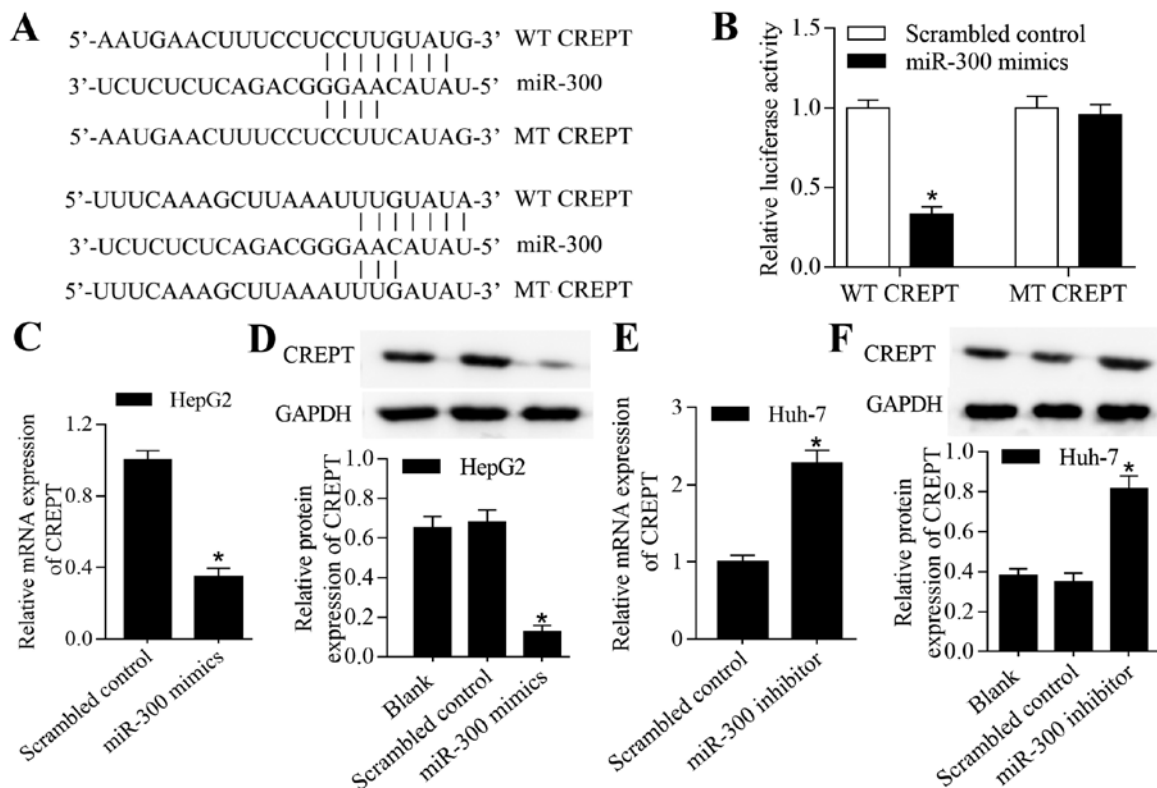 A
5’-AAUGAACUUUCCUCCUUGUAUG-3’ WT CREPT
3’-UCUCUCUCAGACGGGAACAUAU-5’ miR-300
5’-AAUGAACUUUCCUCCUUCAUAG-3’ MT CREPT
5’-UUUCAAAGCUUAAAUUUGUAUA-3’ WT CREPT
3’-UCUCUCUCAGACGGGAACAUAU-5’ miR-300
5’-UUUCAAAGCUUAAAUUUGAUAU-3’ MT CREPT
B
Scrambled control
miR-300 mimics
Relative luciferase activity
1.5
1.0
0.5
0.0
*
WT CREPT MT CREPT
C
HepG2
Relative mRNA expression
of CREPT
1.2
1.0
0.4
0.0
*
Scrambled control
miR-300 mimics
D
CREPT
GAPDH
HepG2
Relative protein
expression of CREPT
1.0
0.8
0.6
0.4
0.2
0.0
*
Blank
Scrambled control
miR-300 mimics
E
Huh-7
Relative mRNA expression
of CREPT
3
2
1
0
*
Scrambled control
miR-300 inhibitor
F
CREPT
GAPDH
Huh-7
Relative protein
expression of CREPT
1.0
0.8
0.6
0.4
0.2
0.0
*
Blank
Scrambled control
miR-300 inhibitor